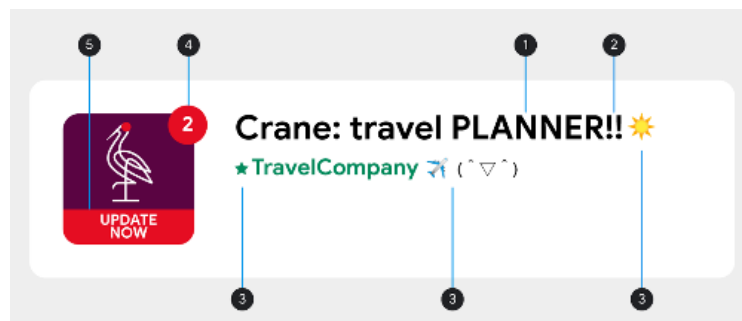 5 4 1 2
2
Crane: travel PLANNER!!☀️
★TravelCompany ✈️ (ˆ▽ˆ)
UPDATE
NOW
3 3 3